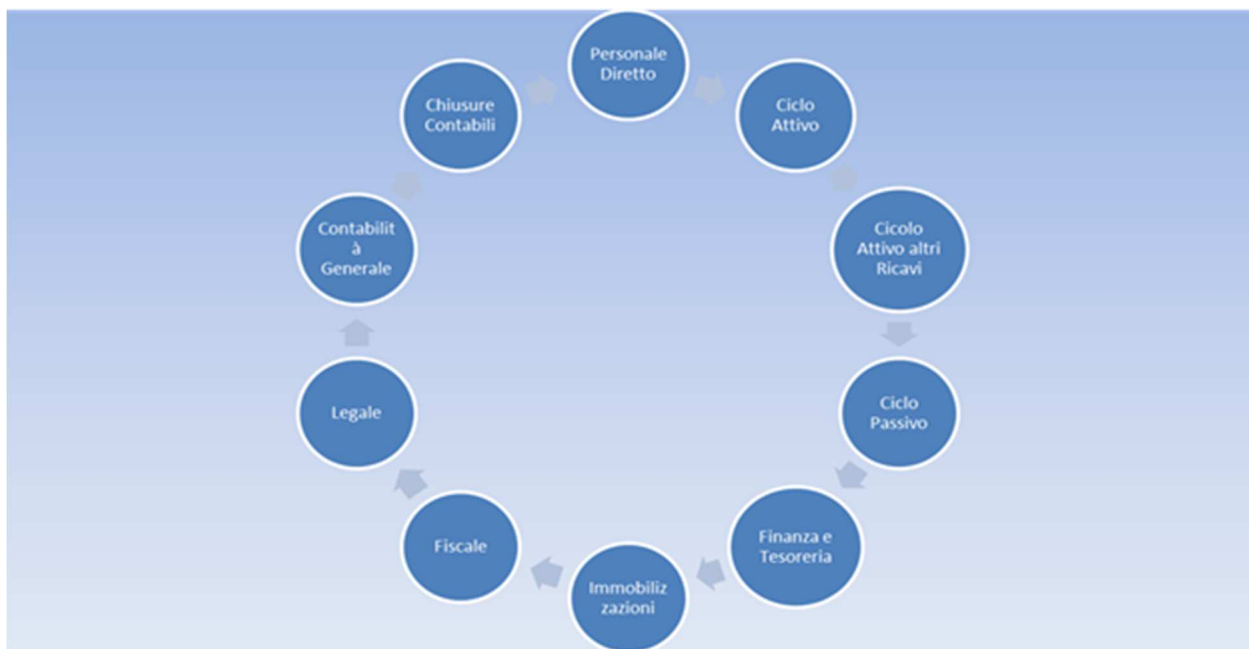 Personale
Diretto
Ciclo
Attivo
Cicolo
Attivo altri
Ricavi
Ciclo
Passivo
Finanza e
Tesoreria
Immobiliz
zazioni
Fiscale
Legale
Contabilit
à
Generale
Chiusure
Contabili